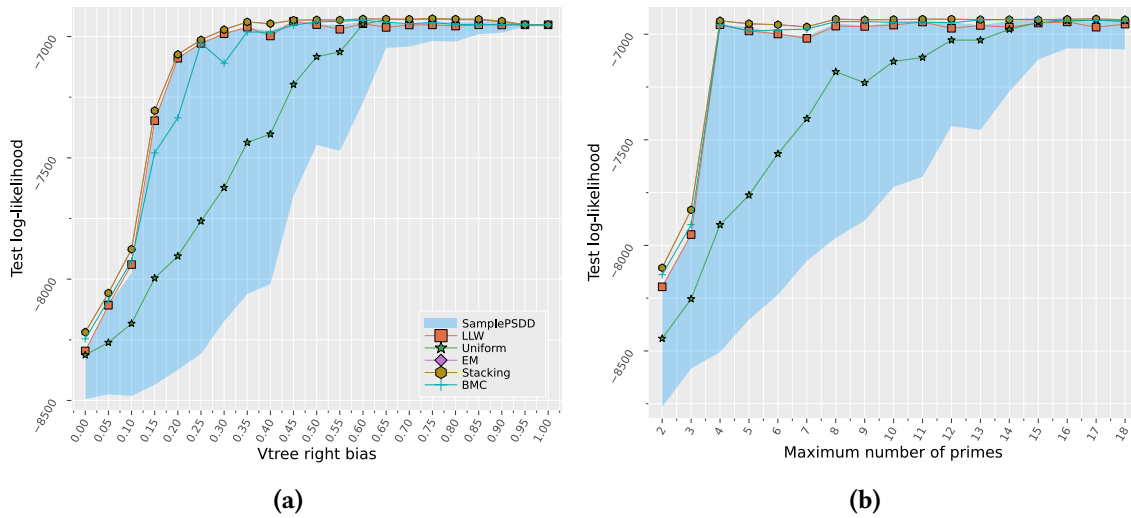 Test log-likelihood
−7000
−7500
−8000
−8500
0.00 0.05 0.10 0.15 0.20 0.25 0.30 0.35 0.40 0.45 0.50 0.55 0.60 0.65 0.70 0.75 0.80 0.85 0.90 0.95 1.00
Vtree right bias
SamplePSDD
LLW
Uniform
EM
Stacking
BMC
(a)
Test log-likelihood
−7000
−7500
−8000
−8500
2 3 4 5 6 7 8 9 10 11 12 13 14 15 16 17 18
Maximum number of primes
(b)